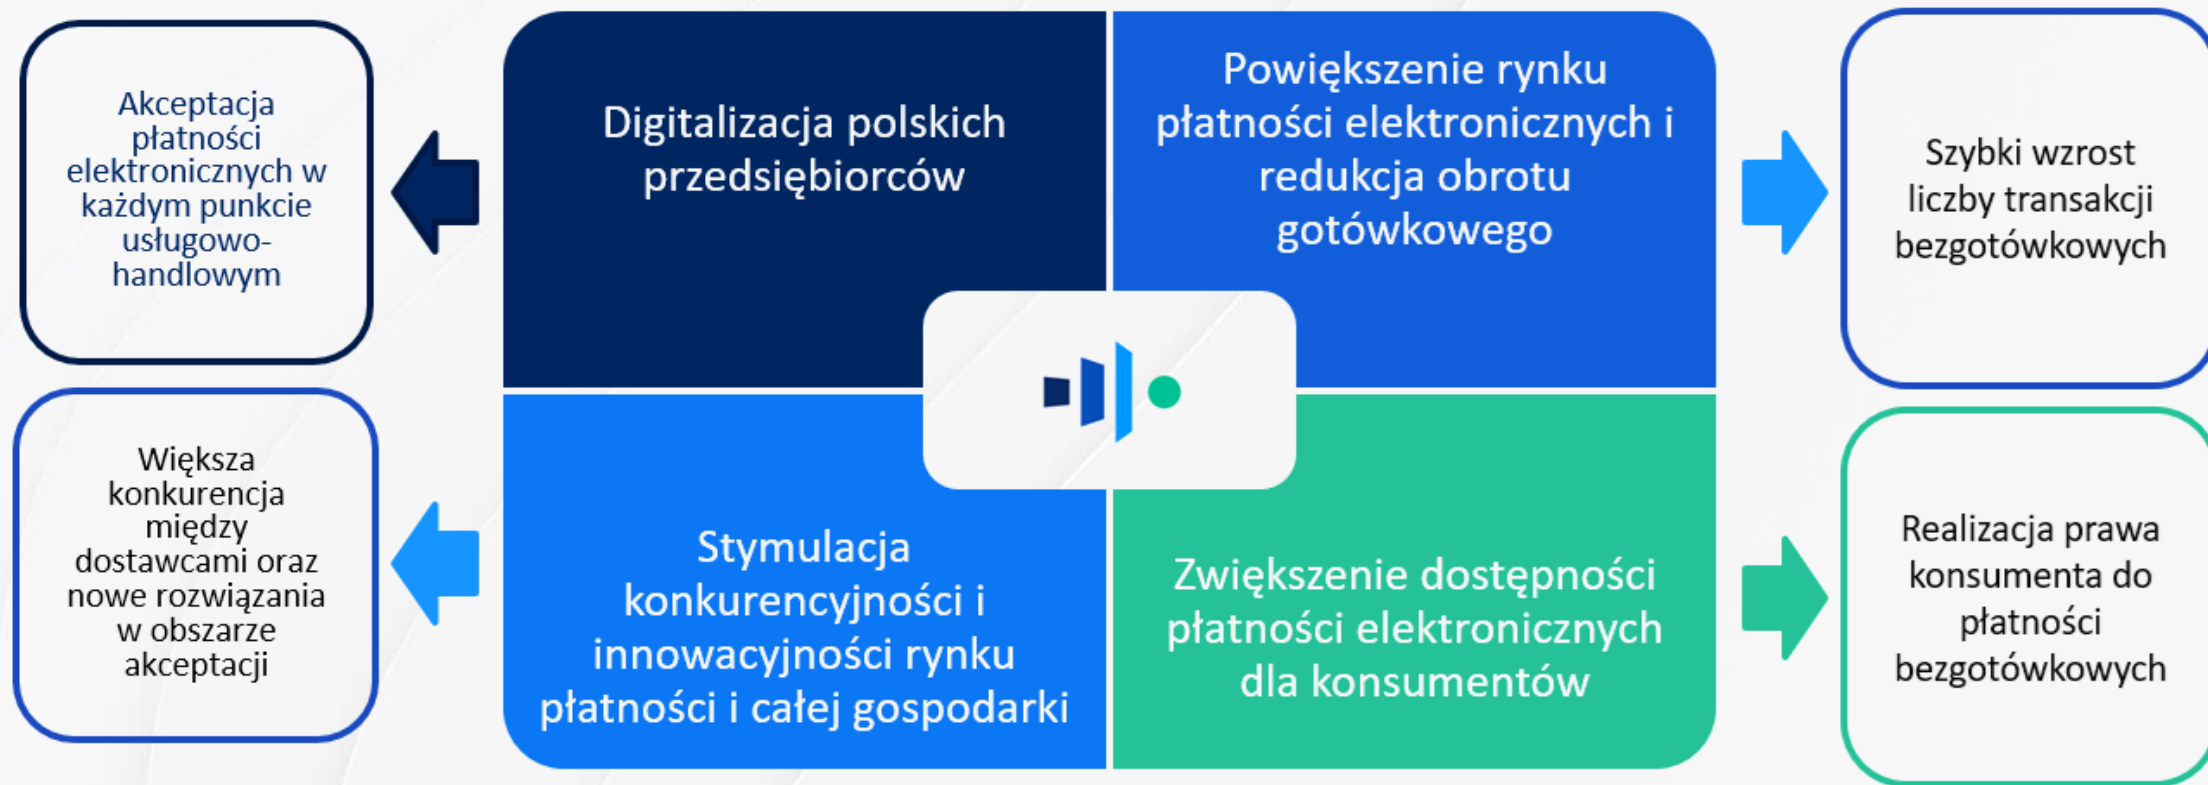 Akceptacja
płatności
elektronicznych w
każdym punkcie
usługowo-
handlowym
Digitalizacja polskich
przedsiębiorców
Powiększenie rynku
płatności elektronicznych i
redukcja obrotu
gotówkowego
Szybki wzrost
liczby transakcji
bezgotówkowych
Większa
konkurencja
między
dostawcami oraz
nowe rozwiązania
w obszarze
akceptacji
Stymulacja
konkurencyjności i
innowacyjności rynku
płatności i całej gospodarki
Zwiększenie dostępności
płatności elektronicznych
dla konsumentów
Realizacja prawa
konsumenta do
płatności
bezgotówkowych